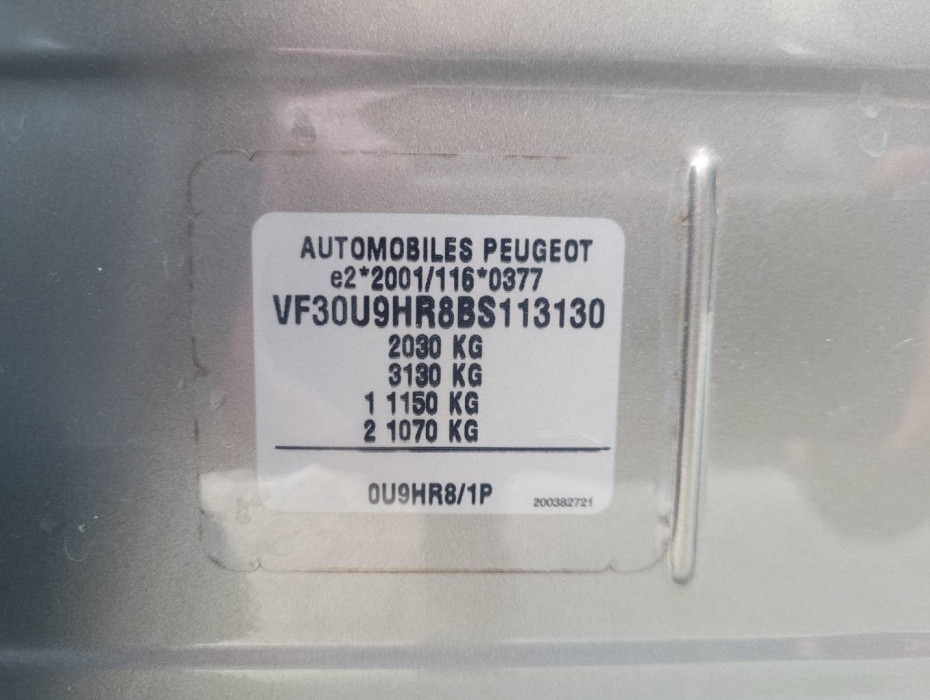 AUTOMOBILES PEUGEOT
e2*2001/116*0377
VF30U9HR8BS113130
2030 KG
3130 KG
1 1150 KG
2 1070 KG
0U9HR8/1P
200382721